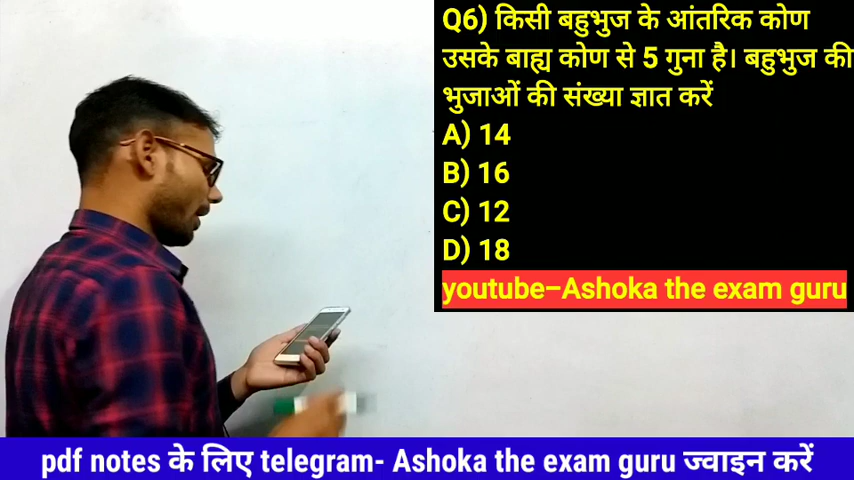 Q6) किसी बहुभुज के आंतरिक कोण
उसके बाह्य कोण से 5 गुना है। बहुभुज की
भुजाओं की संख्या ज्ञात करें
A) 14
B) 16
C) 12
D) 18
youtube–Ashoka the exam guru
pdf notes के लिए telegram- Ashoka the exam guru ज्वाइन करें